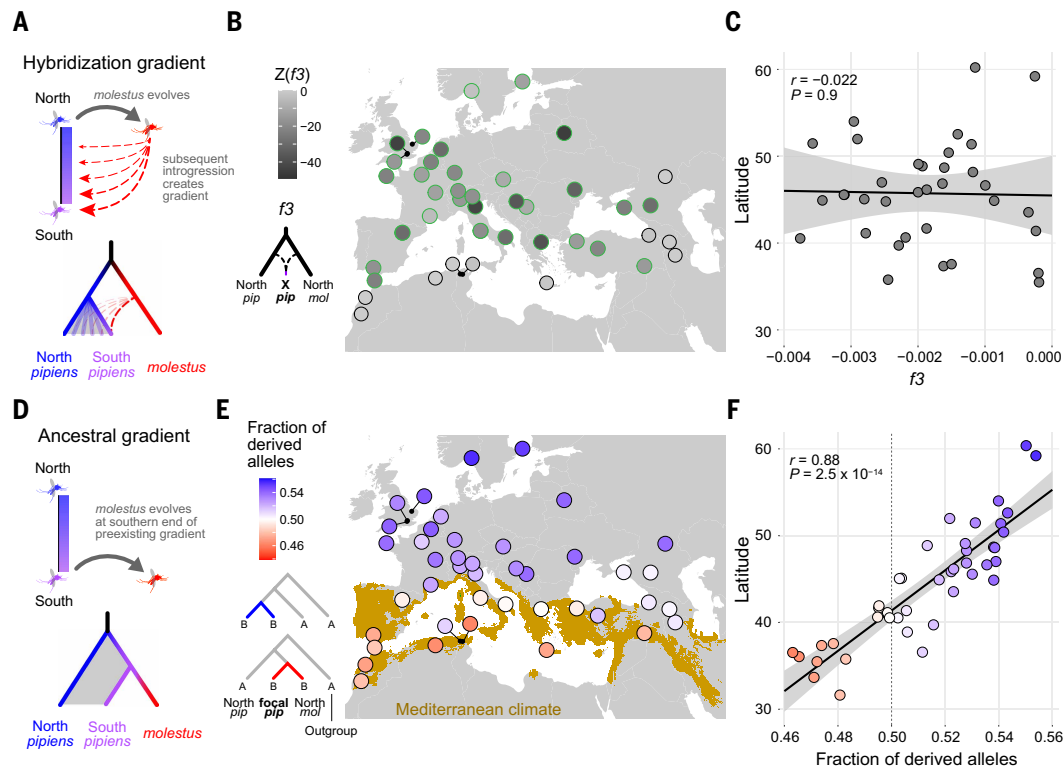 A
Hybridization gradient
North
molestus evolves
subsequent
introgression
creates
gradient
South
North
pipiens
South
pipiens
molestus
B
Z(f3)
0
−20
−40
f3
North
pip
X
pip
North
mol
C
r = −0.022
P = 0.9
Latitude
60
50
40
30
−0.004
−0.003
−0.002
−0.001
0.000
f3
D
Ancestral gradient
North
molestus evolves
at southern end of
preexisting gradient
South
North
pipiens
South
pipiens
molestus
E
Fraction of
derived
alleles
0.54
0.50
0.46
B B A A
A B B A
North
pip
focal
pip
North
mol
Outgroup
Mediterranean climate
F
r = 0.88
P = 2.5 x 10⁻¹⁴
Latitude
60
50
40
30
0.46
0.48
0.50
0.52
0.54
0.56
Fraction of derived alleles